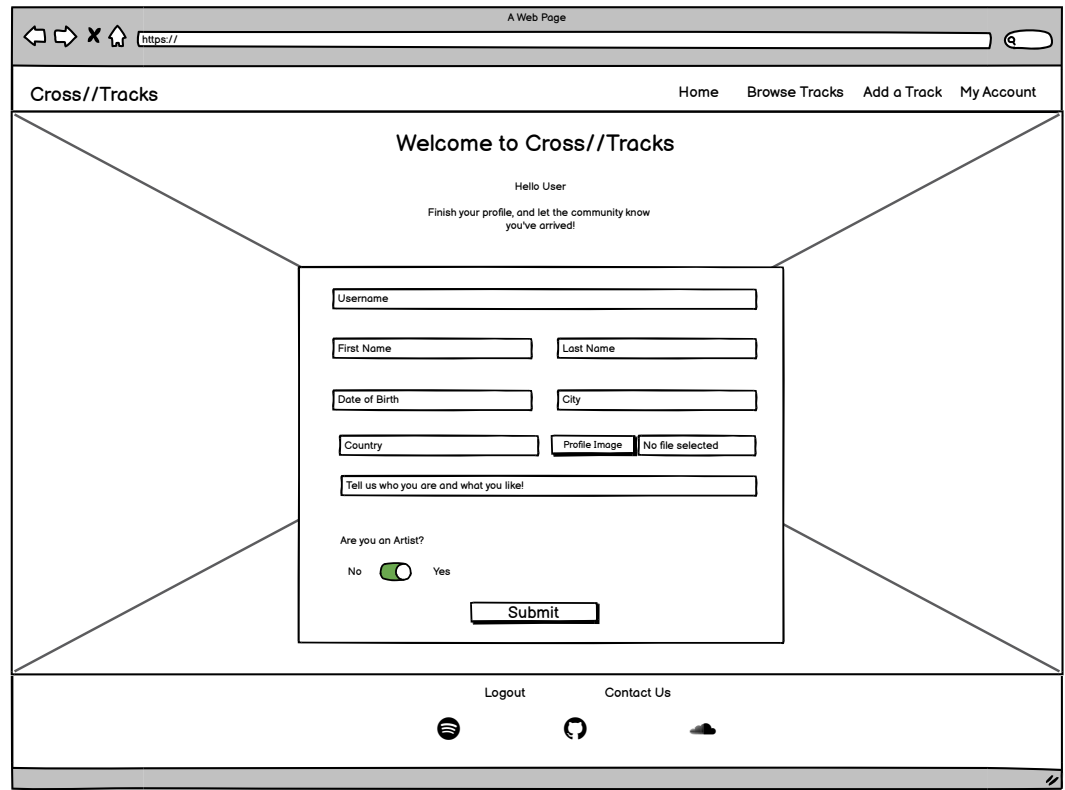 A Web Page
https://
Cross//Tracks
Home Browse Tracks Add a Track My Account
Welcome to Cross//Tracks
Hello User
Finish your profile, and let the community know
you've arrived!
Username
First Name Last Name
Date of Birth City
Country Profile Image No file selected
Tell us who you are and what you like!
Are you an Artist?
No Yes
Submit
Logout Contact Us